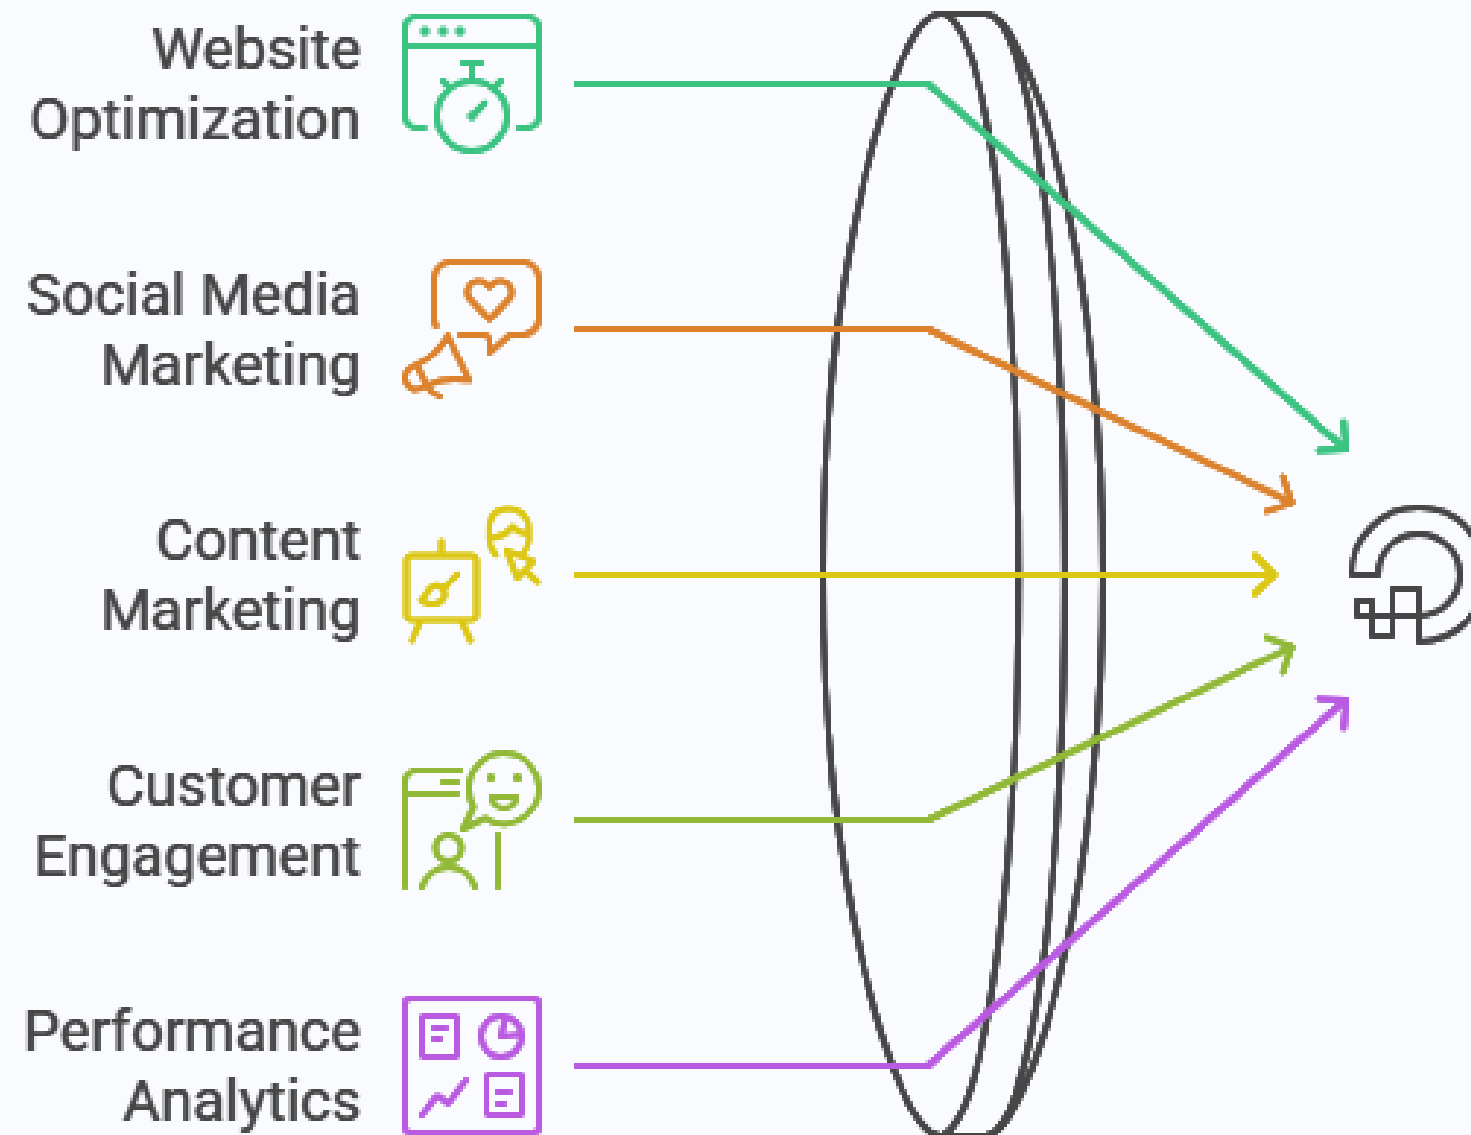 Website
Optimization
Social Media
Marketing
Content
Marketing
Customer
Engagement
Performance
Analytics